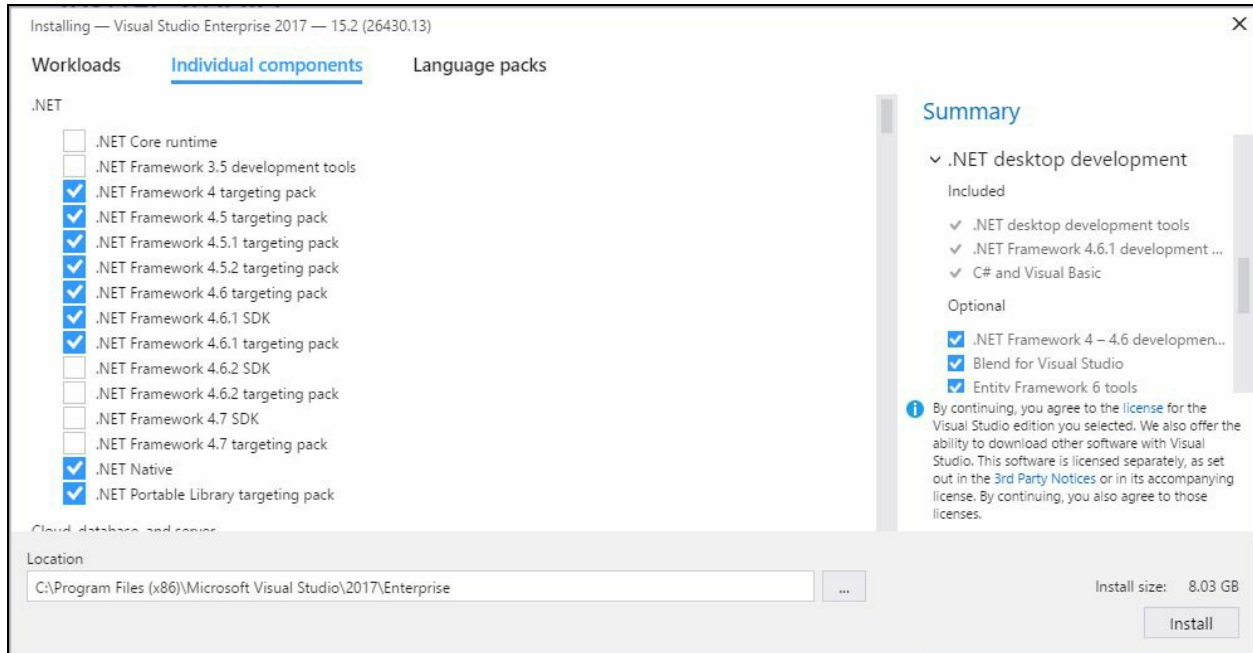 Installing — Visual Studio Enterprise 2017 — 15.2 (26430.13)
Workloads Individual components Language packs
.NET
.NET Core runtime
.NET Framework 3.5 development tools
.NET Framework 4 targeting pack
.NET Framework 4.5 targeting pack
.NET Framework 4.5.1 targeting pack
.NET Framework 4.5.2 targeting pack
.NET Framework 4.6 targeting pack
.NET Framework 4.6.1 SDK
.NET Framework 4.6.1 targeting pack
.NET Framework 4.6.2 SDK
.NET Framework 4.6.2 targeting pack
.NET Framework 4.7 SDK
.NET Framework 4.7 targeting pack
.NET Native
.NET Portable Library targeting pack
Cloud, database, and server
Summary
.NET desktop development
Included
.NET desktop development tools
.NET Framework 4.6.1 development ...
C# and Visual Basic
Optional
.NET Framework 4 – 4.6 developmen...
Blend for Visual Studio
Entity Framework 6 tools
By continuing, you agree to the license for the
Visual Studio edition you selected. We also offer the
ability to download other software with Visual
Studio. This software is licensed separately, as set
out in the 3rd Party Notices or in its accompanying
license. By continuing, you also agree to those
licenses.
Location
C:\Program Files (x86)\Microsoft Visual Studio\2017\Enterprise
...
Install size: 8.03 GB
Install